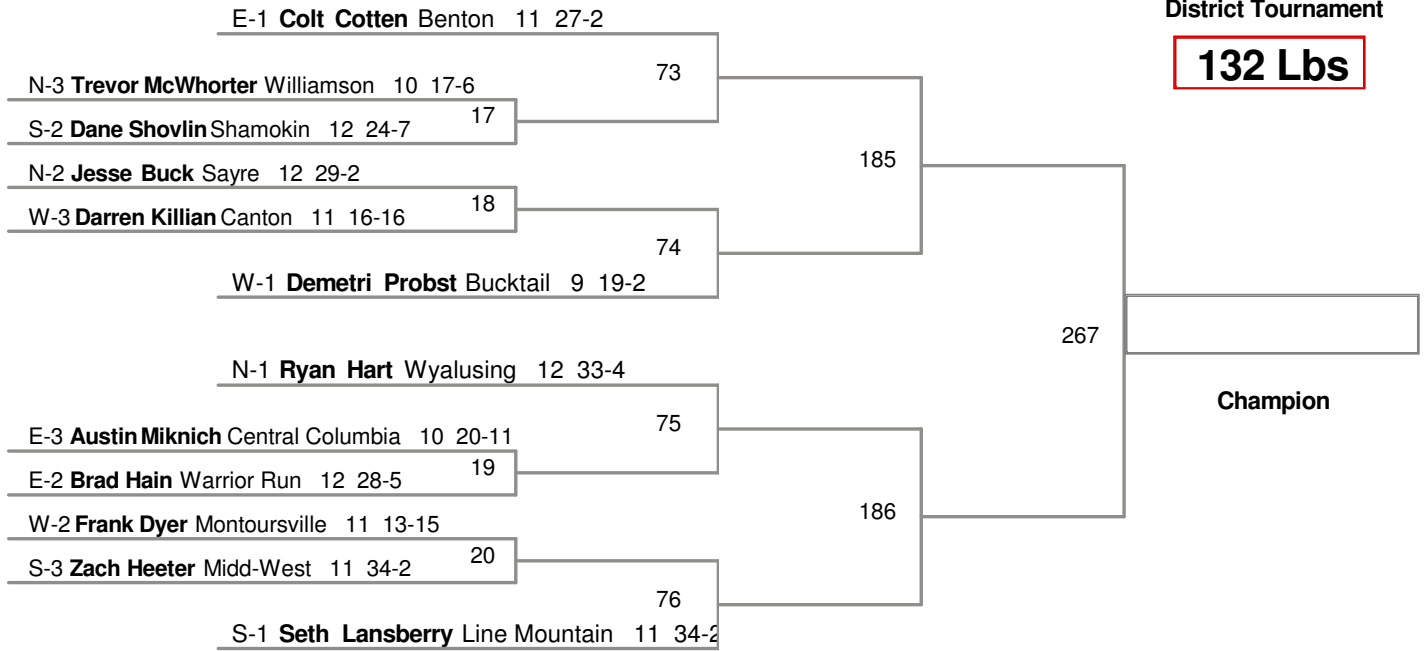 District Tournament
E-1 Colt Cotten Benton 11 27-2
132 Lbs
73
N-3 Trevor McWhorter Williamson 10 17-6
17
S-2 Dane Shovlin Shamokin 12 24-7
185
N-2 Jesse Buck Sayre 12 29-2
18
W-3 Darren Killian Canton 11 16-16
74
W-1 Demetri Probst Bucktail 9 19-2
267
N-1 Ryan Hart Wyalusing 12 33-4
Champion
75
E-3 Austin Miknich Central Columbia 10 20-11
19
E-2 Brad Hain Warrior Run 12 28-5
186
W-2 Frank Dyer Montoursville 11 13-15
20
S-3 Zach Heeter Midd-West 11 34-2
76
S-1 Seth Lansberry Line Mountain 11 34-2